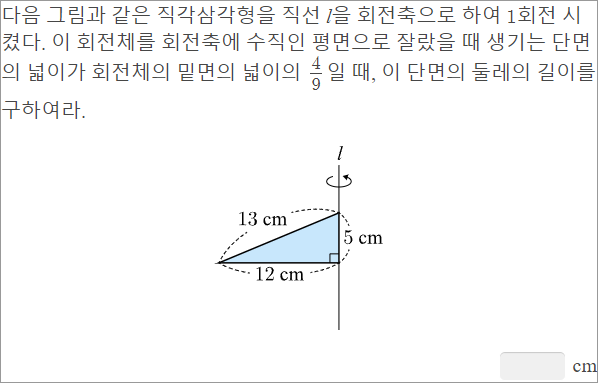 다음 그림과 같은 직각삼각형을 직선 l을 회전축으로 하여 1회전 시
켰다. 이 회전체를 회전축에 수직인 평면으로 잘랐을 때 생기는 단면
의 넓이가 회전체의 밑면의 넓이의 4/9일 때, 이 단면의 둘레의 길이를
구하여라.
l
13 cm
5 cm
12 cm
cm